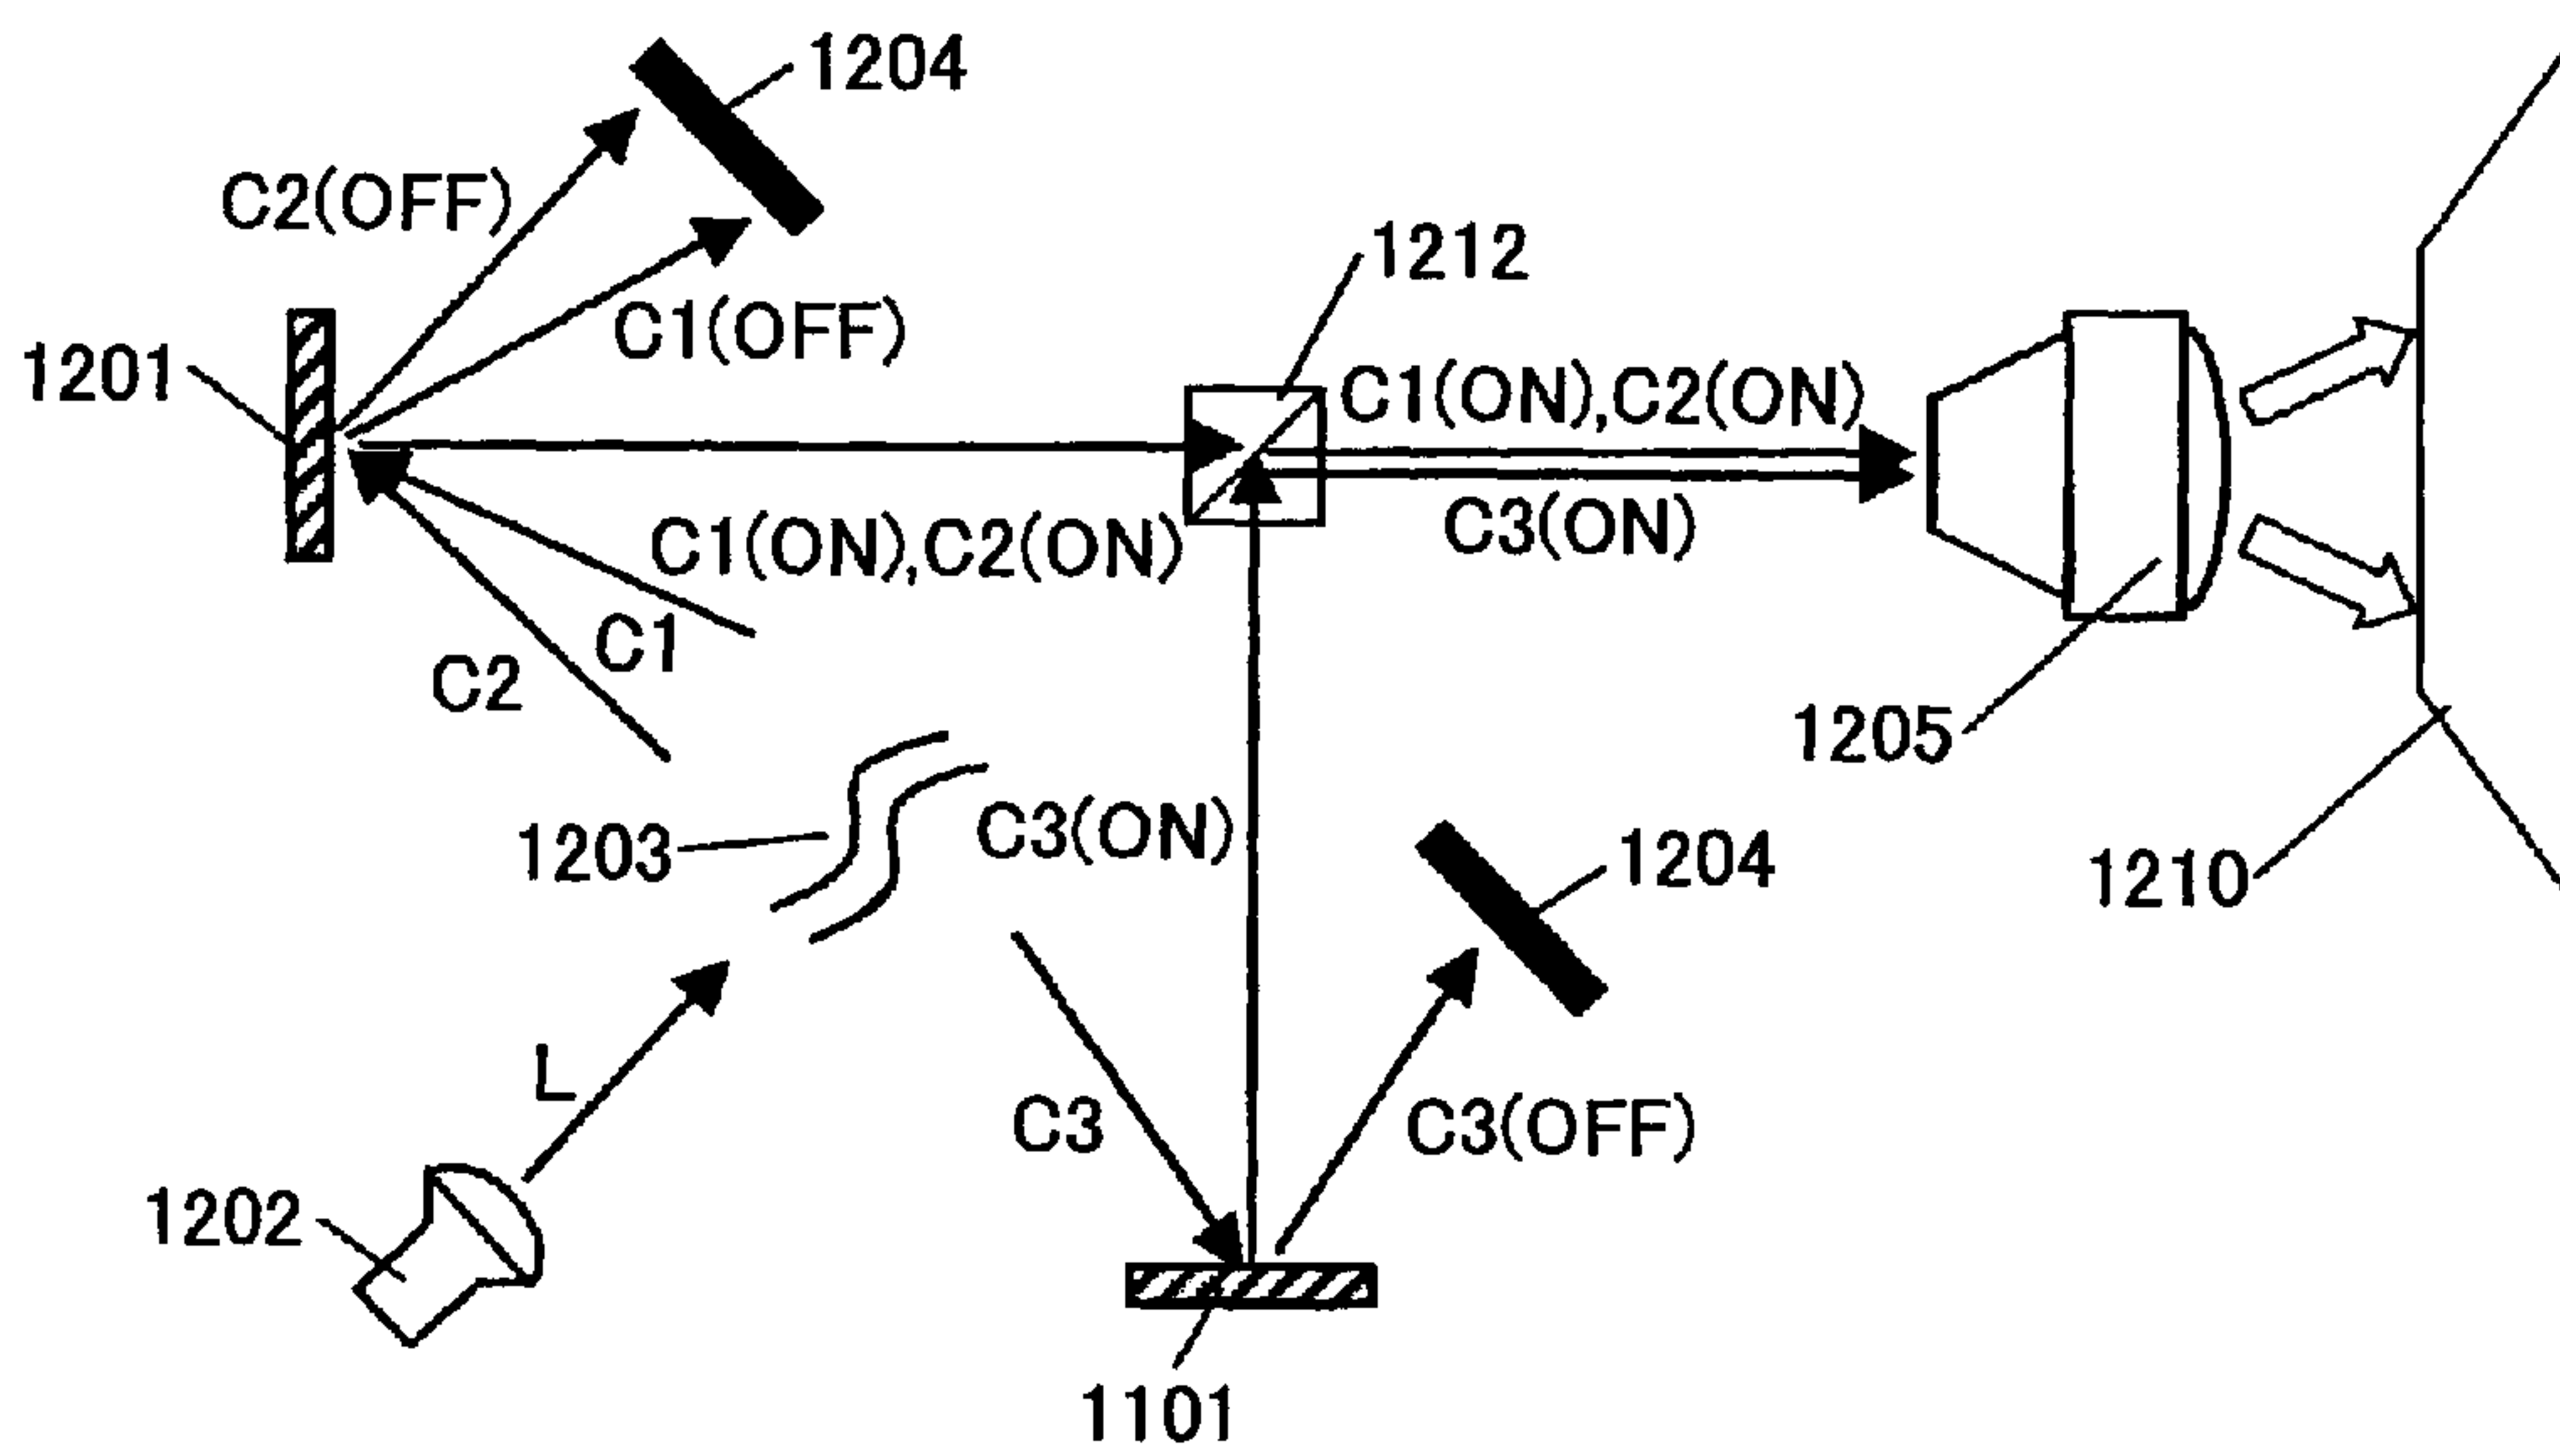 1204
C2(OFF)
1212
C1(OFF)
1201
C1(ON),C2(ON)
C3(ON)
C1(ON),C2(ON)
C1
C2
1205
C3(ON)
1203
1204
1210
L
C3
C3(OFF)
1202
1101